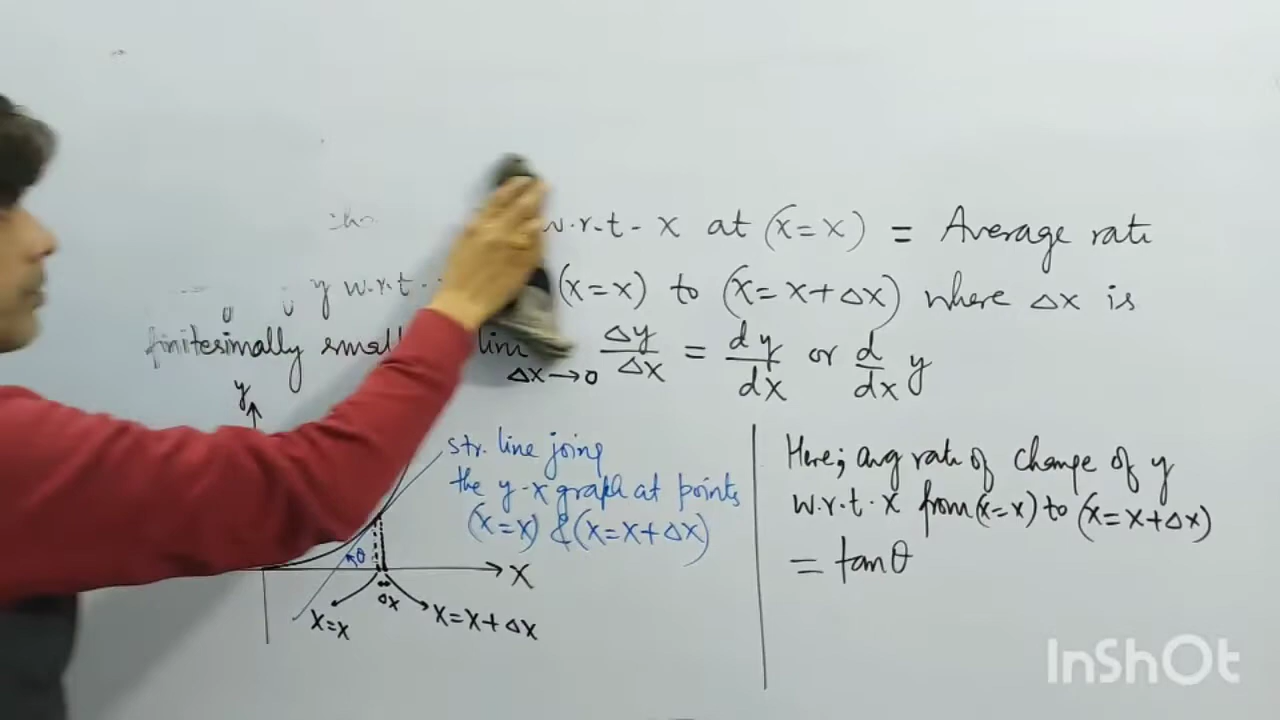 w.r.t. x at (x=x) = Average rate
y w.r.t. (x=x) to (x=x+Δx) where Δx is
finitesimally small lim Δx→0 Δy/Δx = dy/dx or d/dx y
y
str. line joing
the y-x graph at points
(x=x) & (x=x+Δx)
θ
x
Δx
x=x
x=x+Δx
Here; avg rate of change of y
w.r.t. x from (x=x) to (x=x+Δx)
= tanθ
InShOt